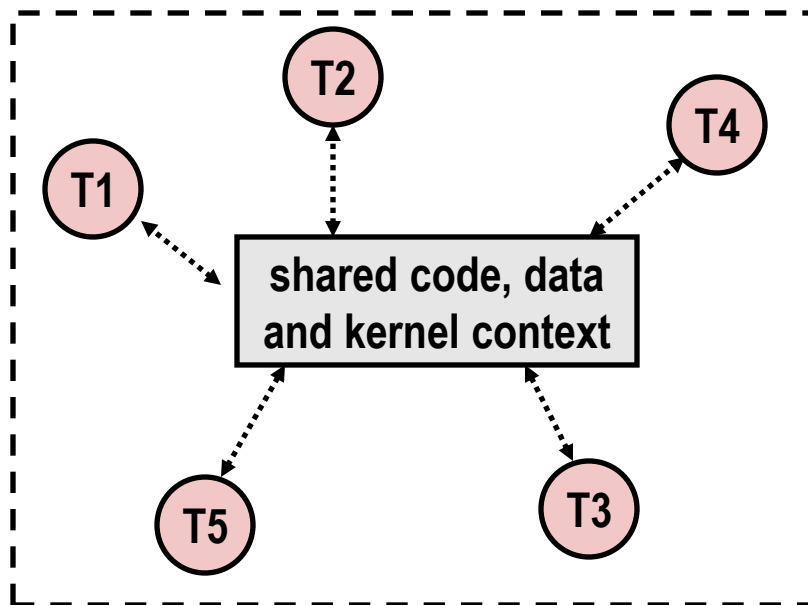 T2
T4
T1
shared code, data
and kernel context
T5
T3